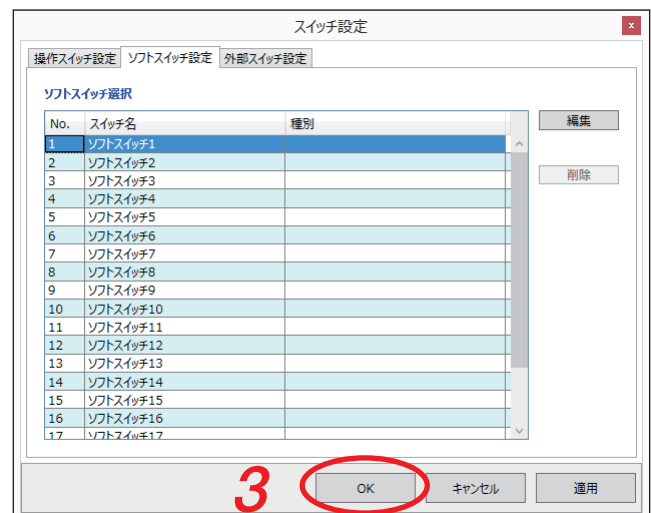 スイッチ設定
x
操作スイッチ設定 ソフトスイッチ設定 外部スイッチ設定
ソフトスイッチ選択
No. スイッチ名 種別
編集
1 ソフトスイッチ1
2 ソフトスイッチ2
削除
3 ソフトスイッチ3
4 ソフトスイッチ4
5 ソフトスイッチ5
6 ソフトスイッチ6
7 ソフトスイッチ7
8 ソフトスイッチ8
9 ソフトスイッチ9
10 ソフトスイッチ10
11 ソフトスイッチ11
12 ソフトスイッチ12
13 ソフトスイッチ13
14 ソフトスイッチ14
15 ソフトスイッチ15
16 ソフトスイッチ16
17 ソフトスイッチ17
3 OK キャンセル 適用